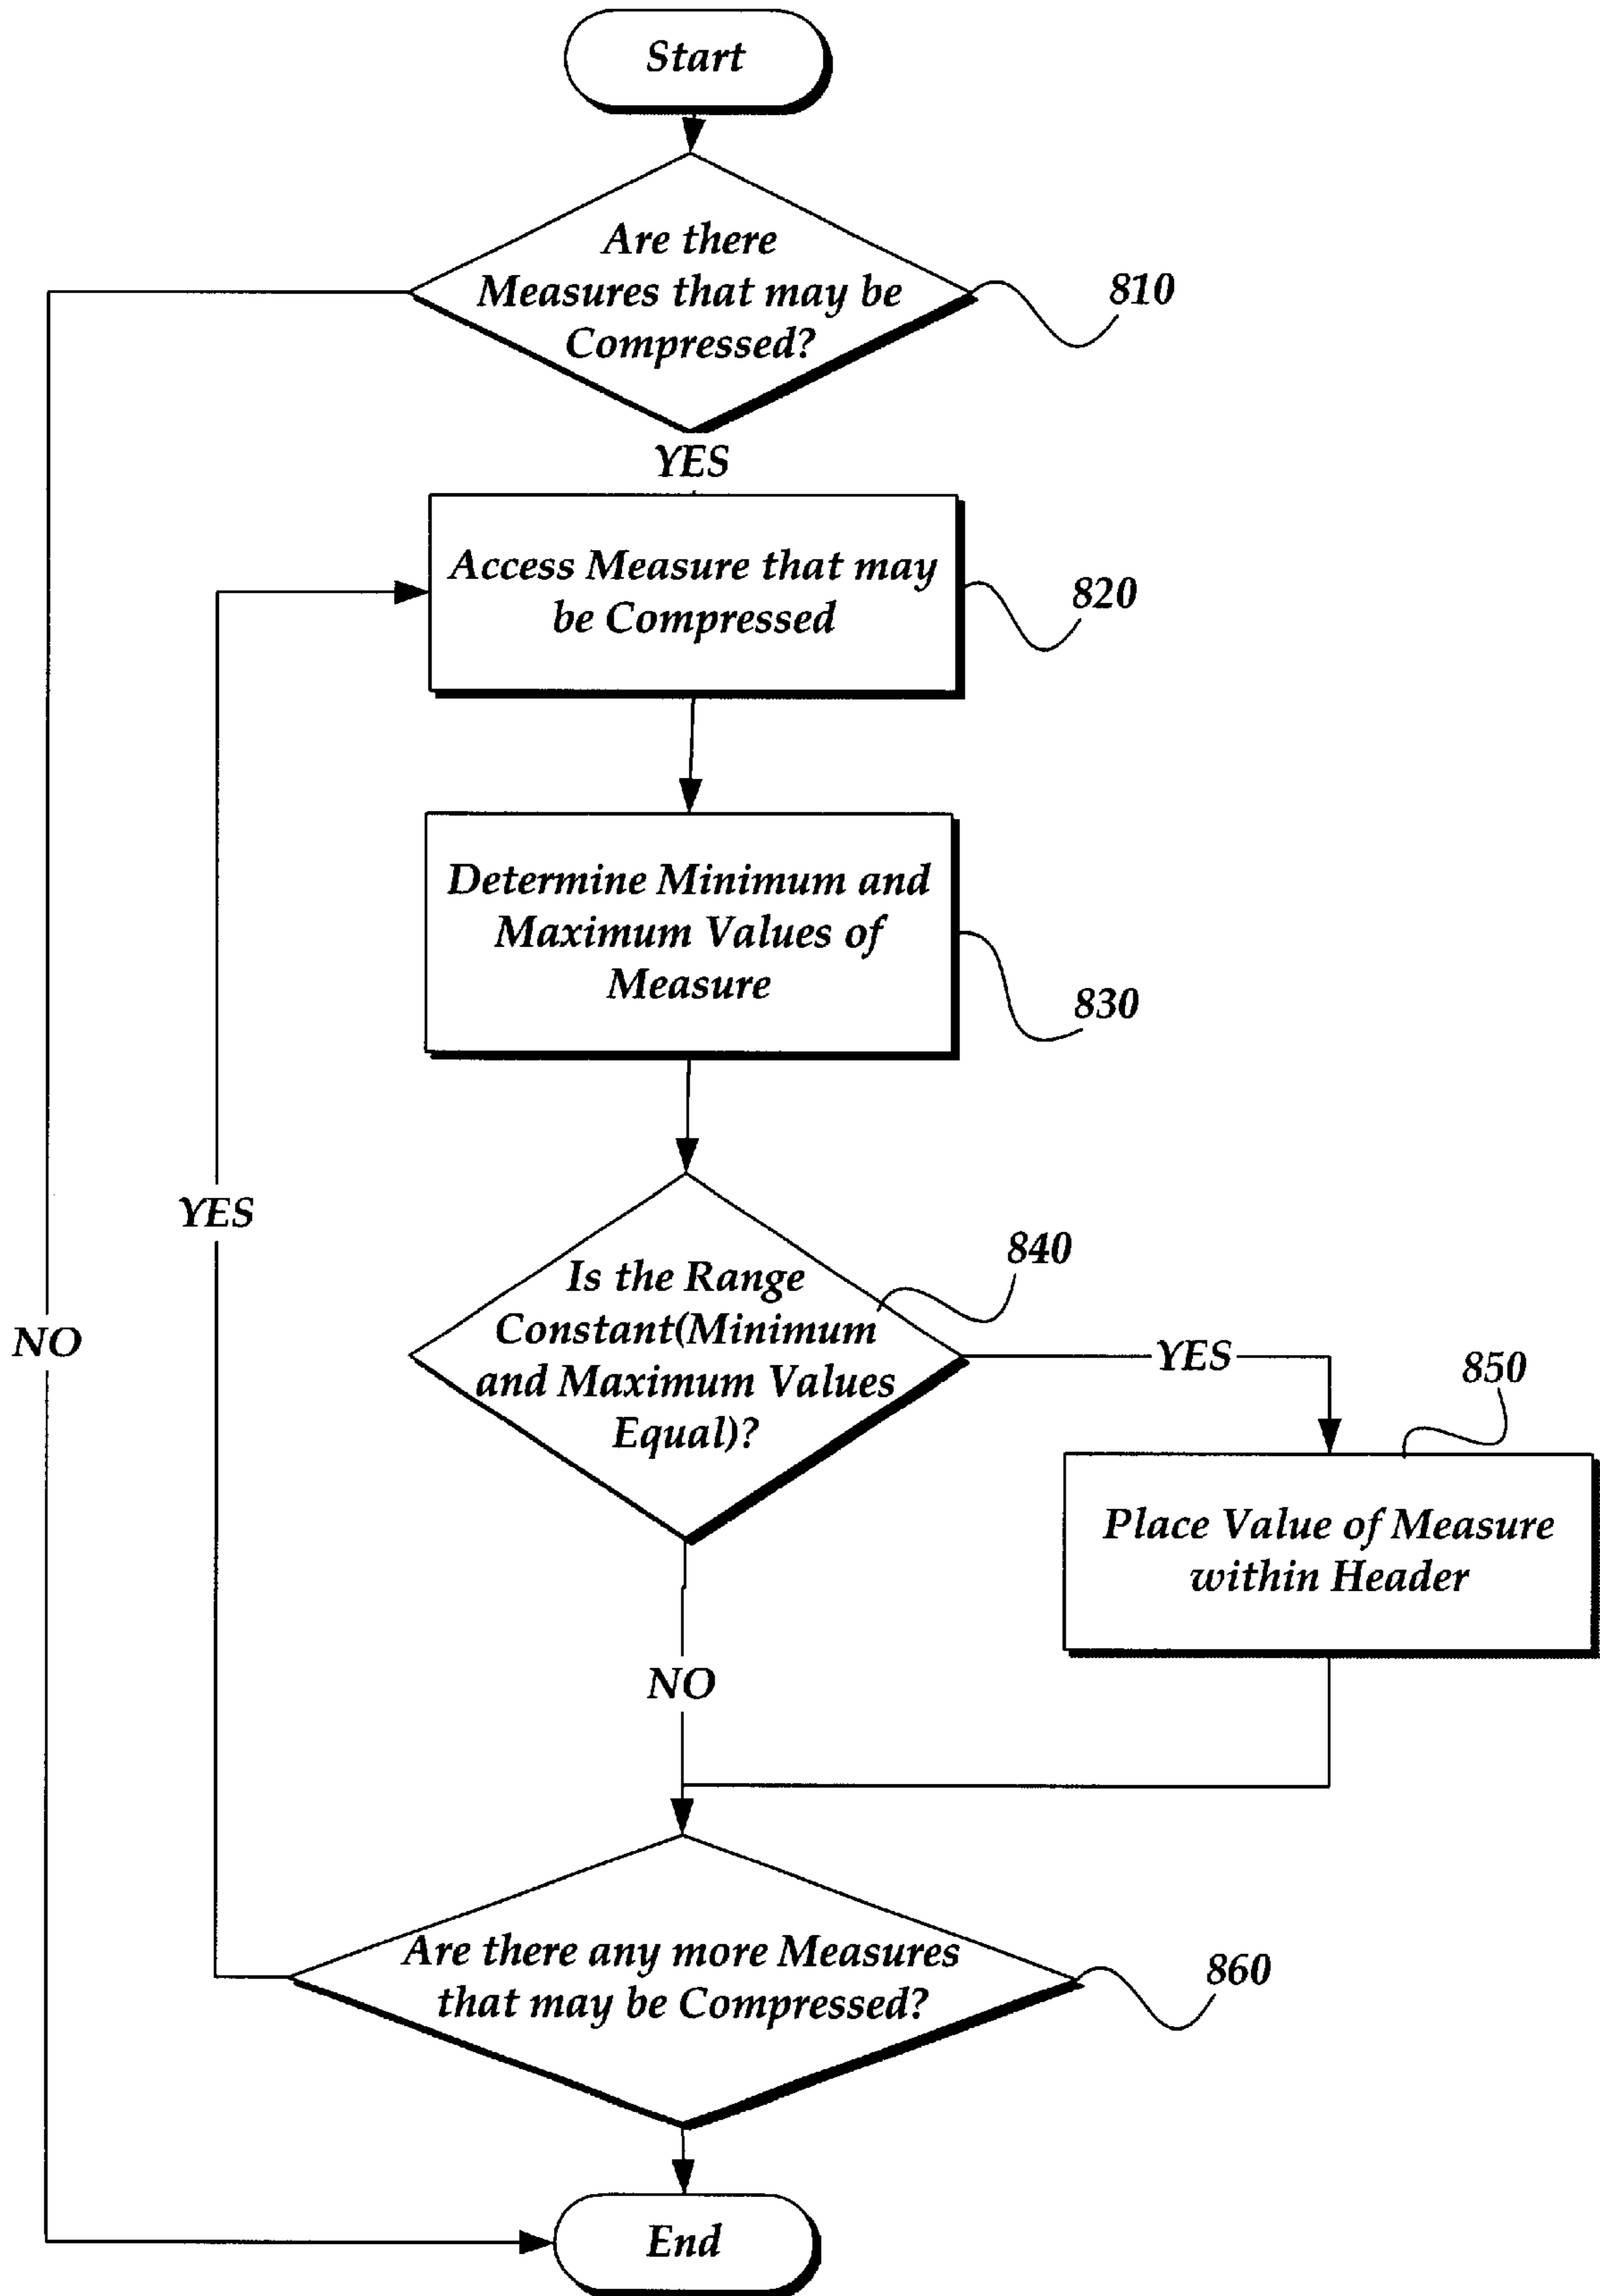 Start
Are there
Measures that may be
Compressed?
810
YES
Access Measure that may
be Compressed
820
Determine Minimum and
Maximum Values of
Measure
830
YES
NO
Is the Range
Constant(Minimum
and Maximum Values
Equal)?
840
YES
850
Place Value of Measure
within Header
NO
Are there any more Measures
that may be Compressed?
860
End